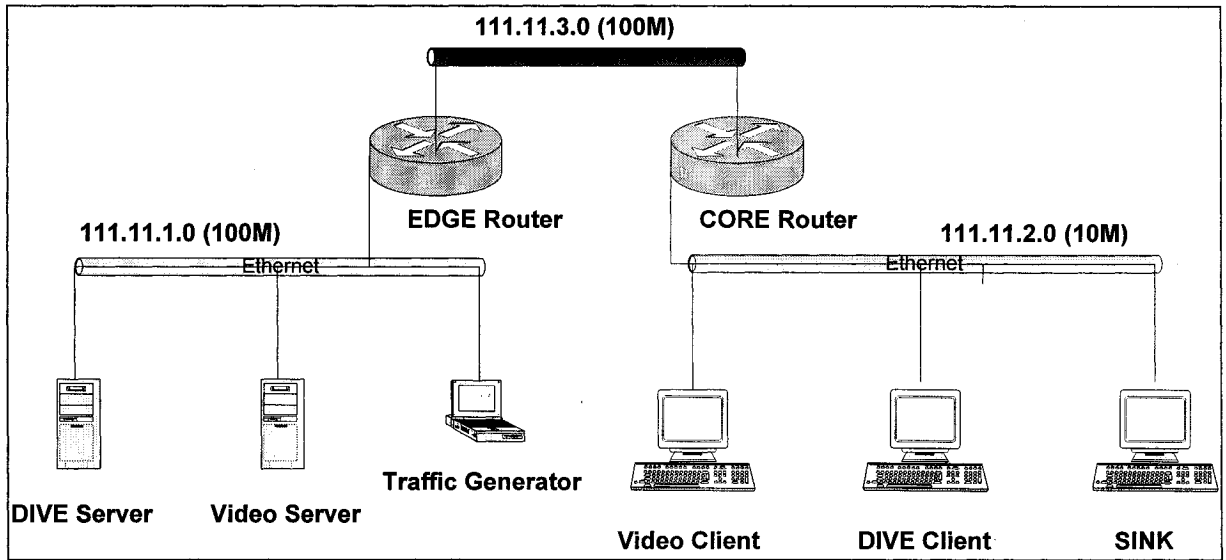 111.11.3.0 (100M)
EDGE Router
CORE Router
111.11.1.0 (100M)
111.11.2.0 (10M)
Ethernet
Ethernet
DIVE Server
Video Server
Traffic Generator
Video Client
DIVE Client
SINK